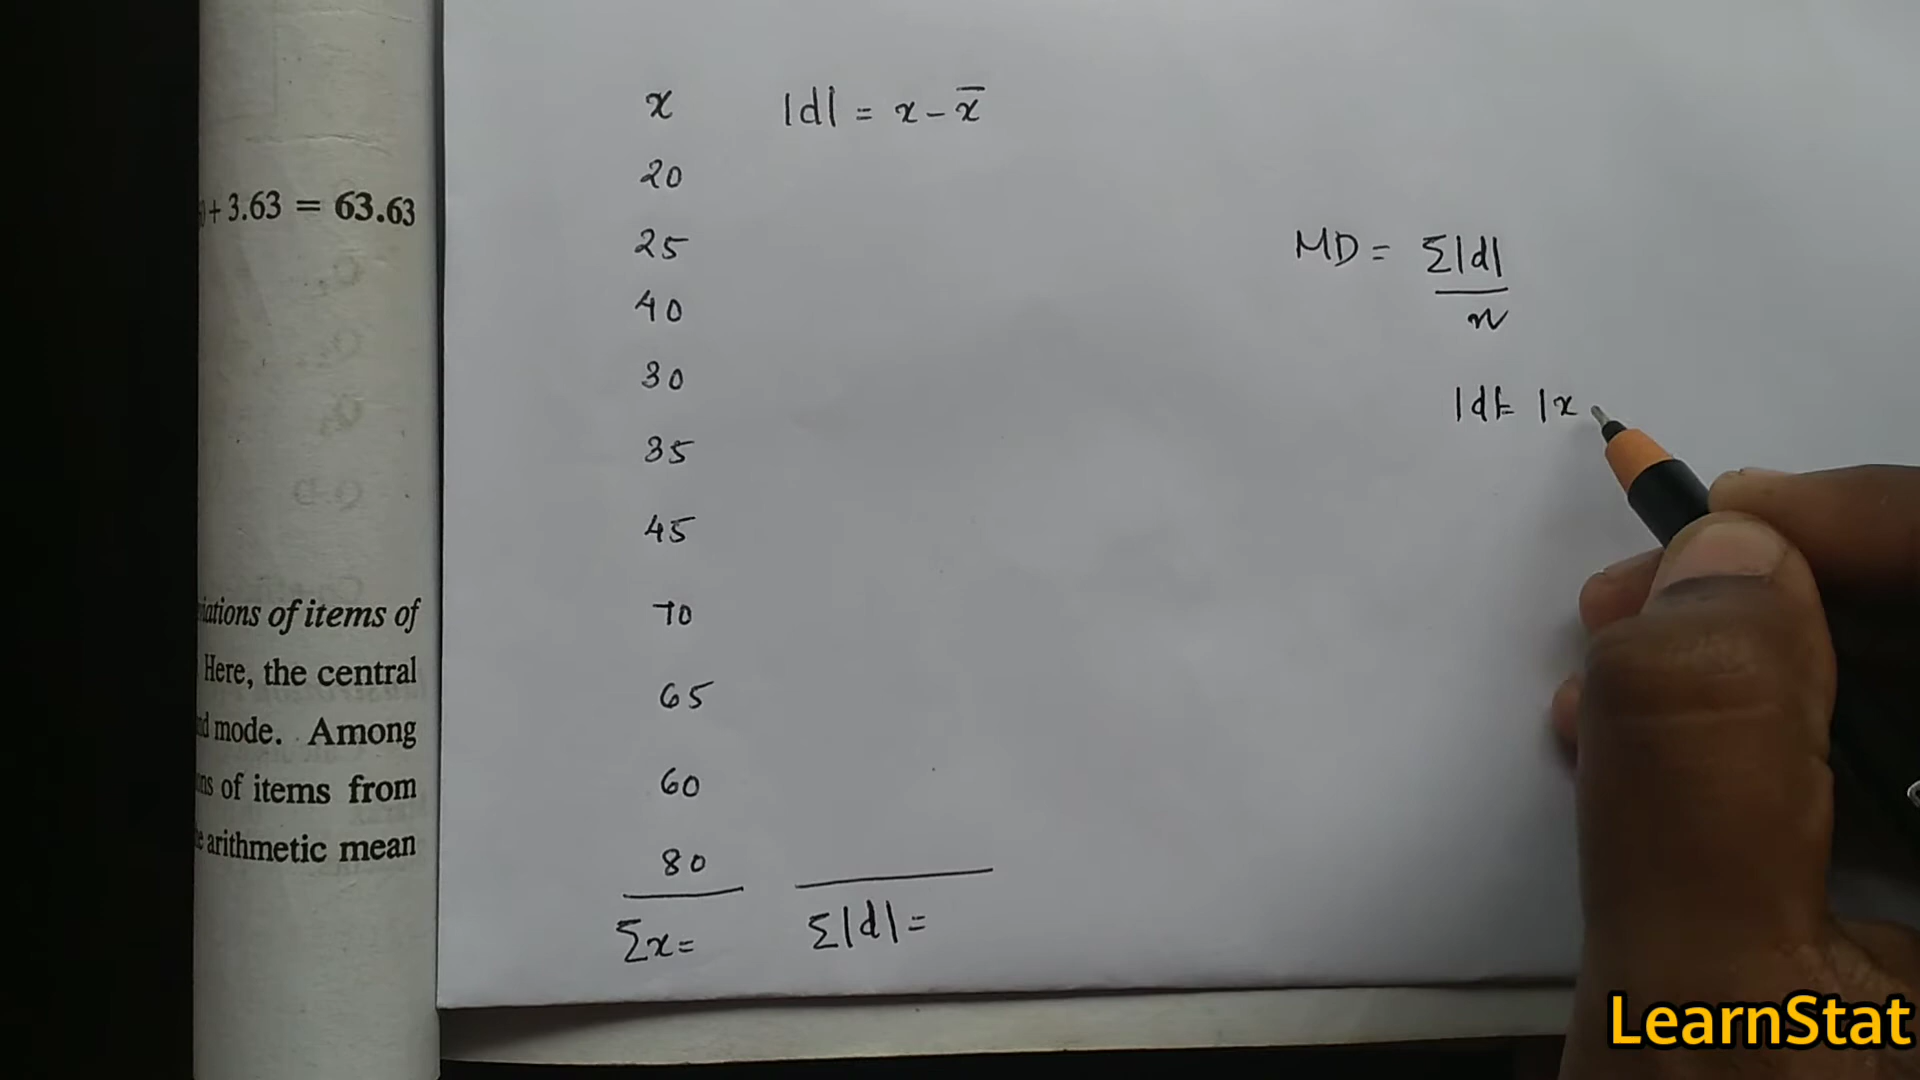 + 3.63 = 63.63
of items of
Here, the central
mode. Among
of items from
arithmetic mean
x |d| = x - x̅
20
25
40
30
35
45
70
65
60
80
Σx= Σ|d| =
MD = Σ|d|
n
|d|= |x
LearnStat